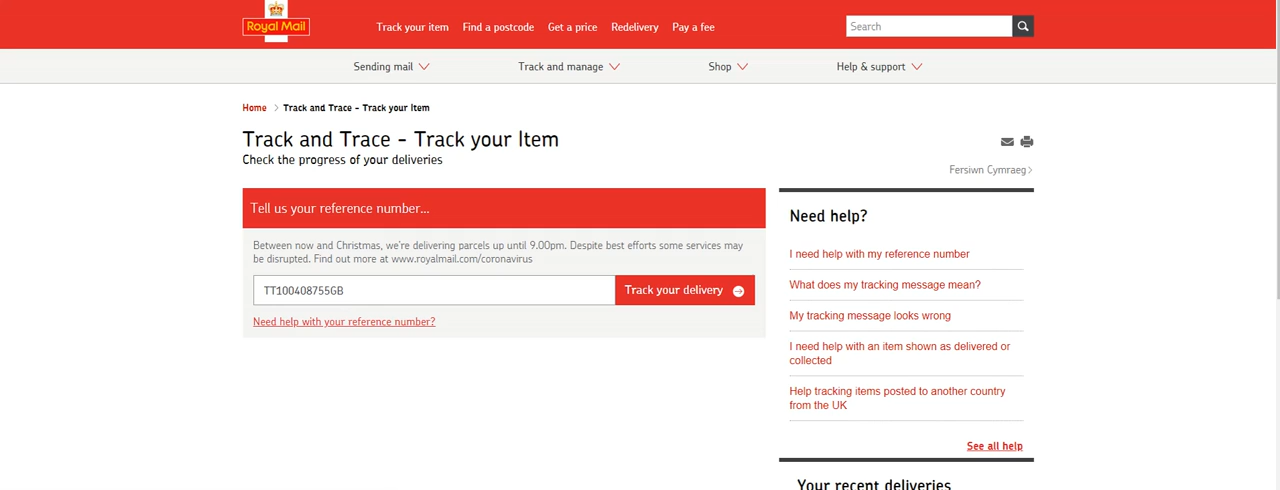 Royal Mail
Track your item
Find a postcode
Get a price
Redelivery
Pay a fee
Search
Sending mail
Track and manage
Shop
Help & support
Home
Track and Trace - Track your Item
Track and Trace - Track your Item
Check the progress of your deliveries
Fersiwn Cymraeg
Tell us your reference number...
Between now and Christmas, we're delivering parcels up until 9.00pm. Despite best efforts some services may
be disrupted. Find out more at www.royalmail.com/coronavirus
TT100408755GB
Track your delivery
Need help with your reference number?
Need help?
I need help with my reference number
What does my tracking message mean?
My tracking message looks wrong
I need help with an item shown as delivered or
collected
Help tracking items posted to another country
from the UK
See all help
Your recent deliveries